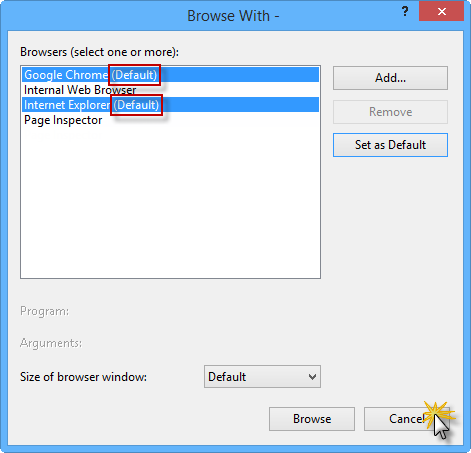 Browse With -
?
Browsers (select one or more):
Google Chrome (Default)
Internal Web Browser
Internet Explorer (Default)
Page Inspector
Add...
Remove
Set as Default
Program:
Arguments:
Size of browser window:
Default
Browse
Cancel